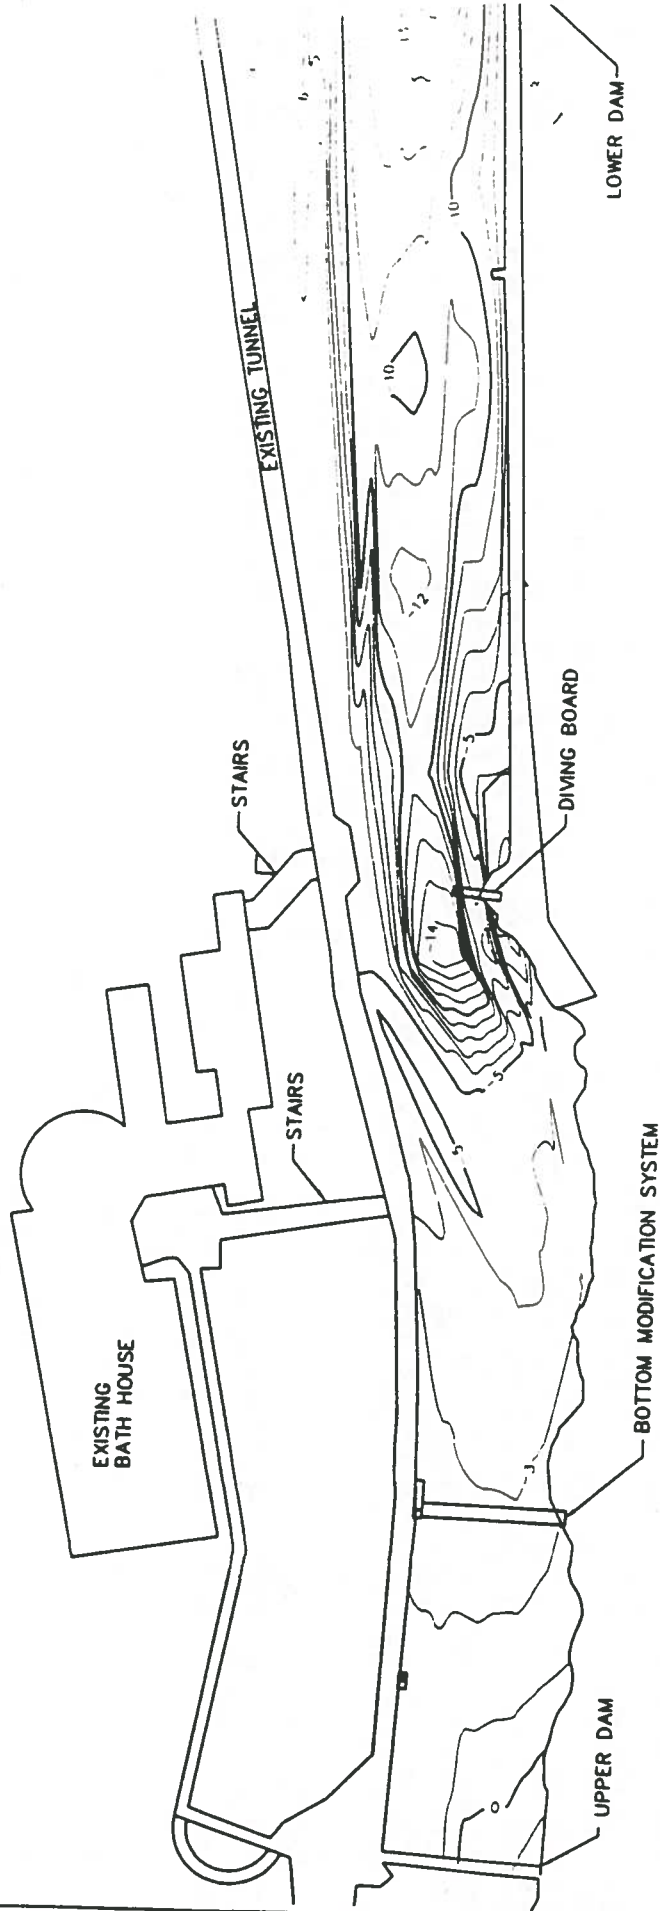 EXISTING
BATH HOUSE
STAIRS
STAIRS
EXISTING TUNNEL
UPPER DAM
BOTTOM MODIFICATION SYSTEM
DIVING BOARD
LOWER DAM
0
-3
2
5
-5
-14
-5
-12
10
10